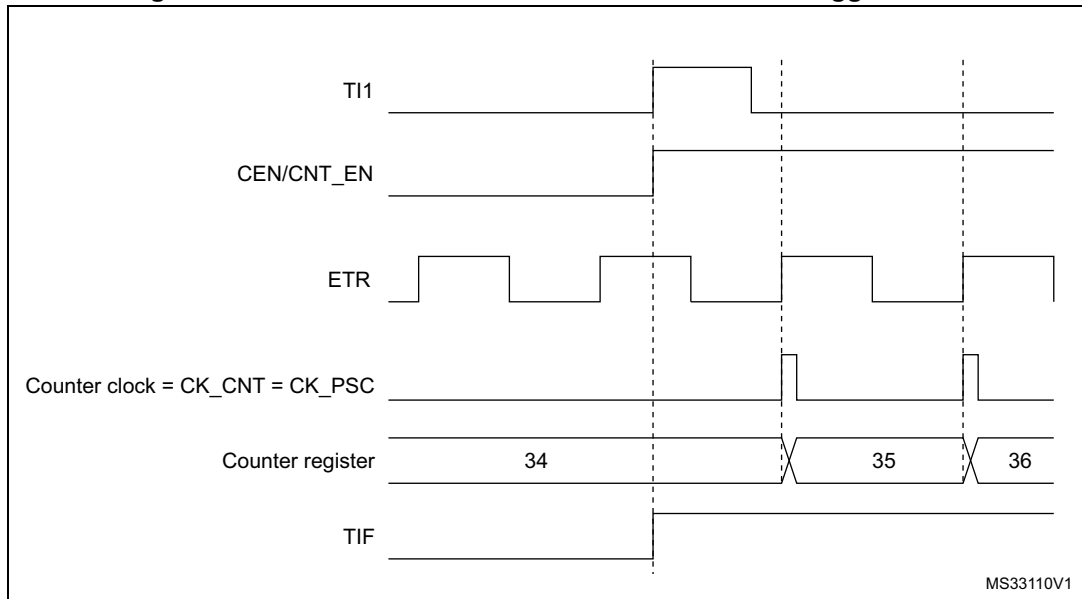 TI1
CEN/CNT_EN
ETR
Counter clock = CK_CNT = CK_PSC
Counter register 34 35 36
TIF
MS33110V1